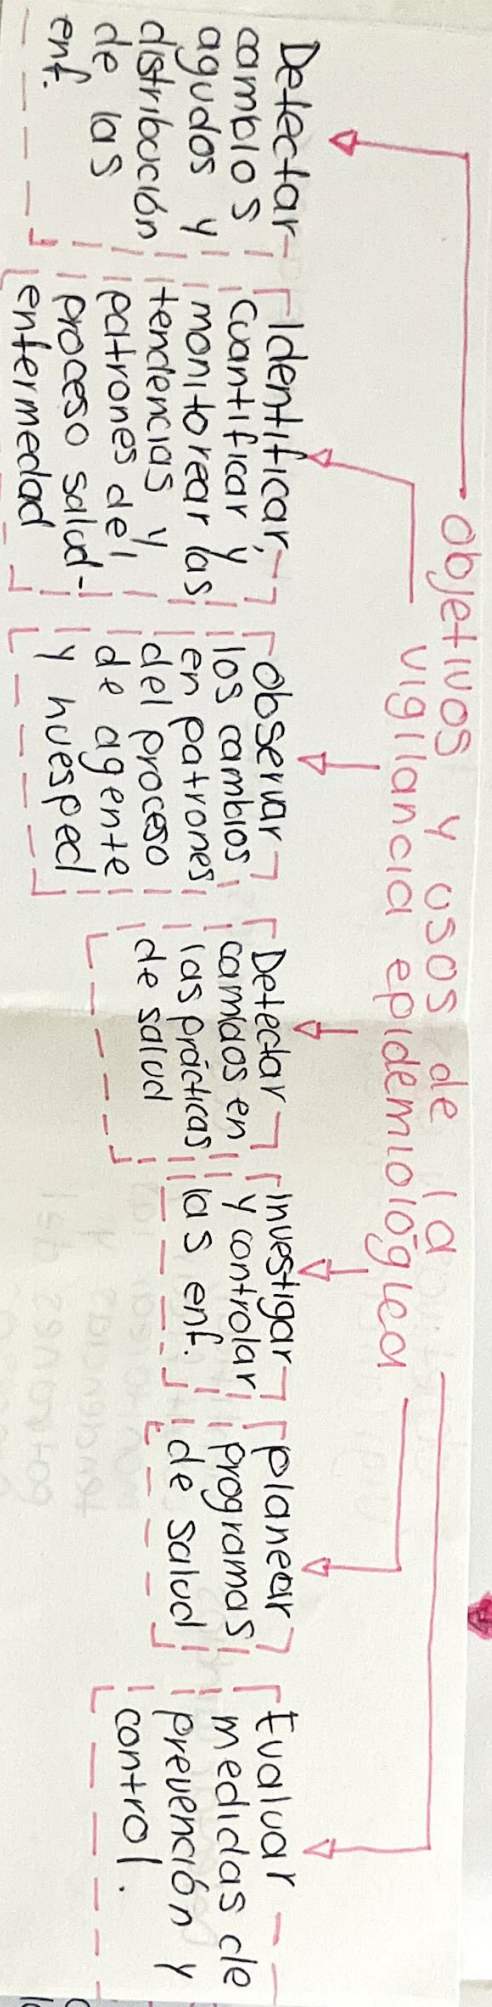 Objetivos y usos de la
vigilancia epidemiológica
Detectar
cambios
agudos y
distribución
de las
enf.
Identificar,
cuantificar y
monitorear las
tendencias y
patrones del
proceso salud-
enfermedad
Observar
los cambios
en patrones
del proceso
de agente
y huesped
Detectar
cambios en
las prácticas
de salud
Investigar
y controlar
las enf.
planear
programas
de salud
Evaluar
medidas de
prevención y
control.